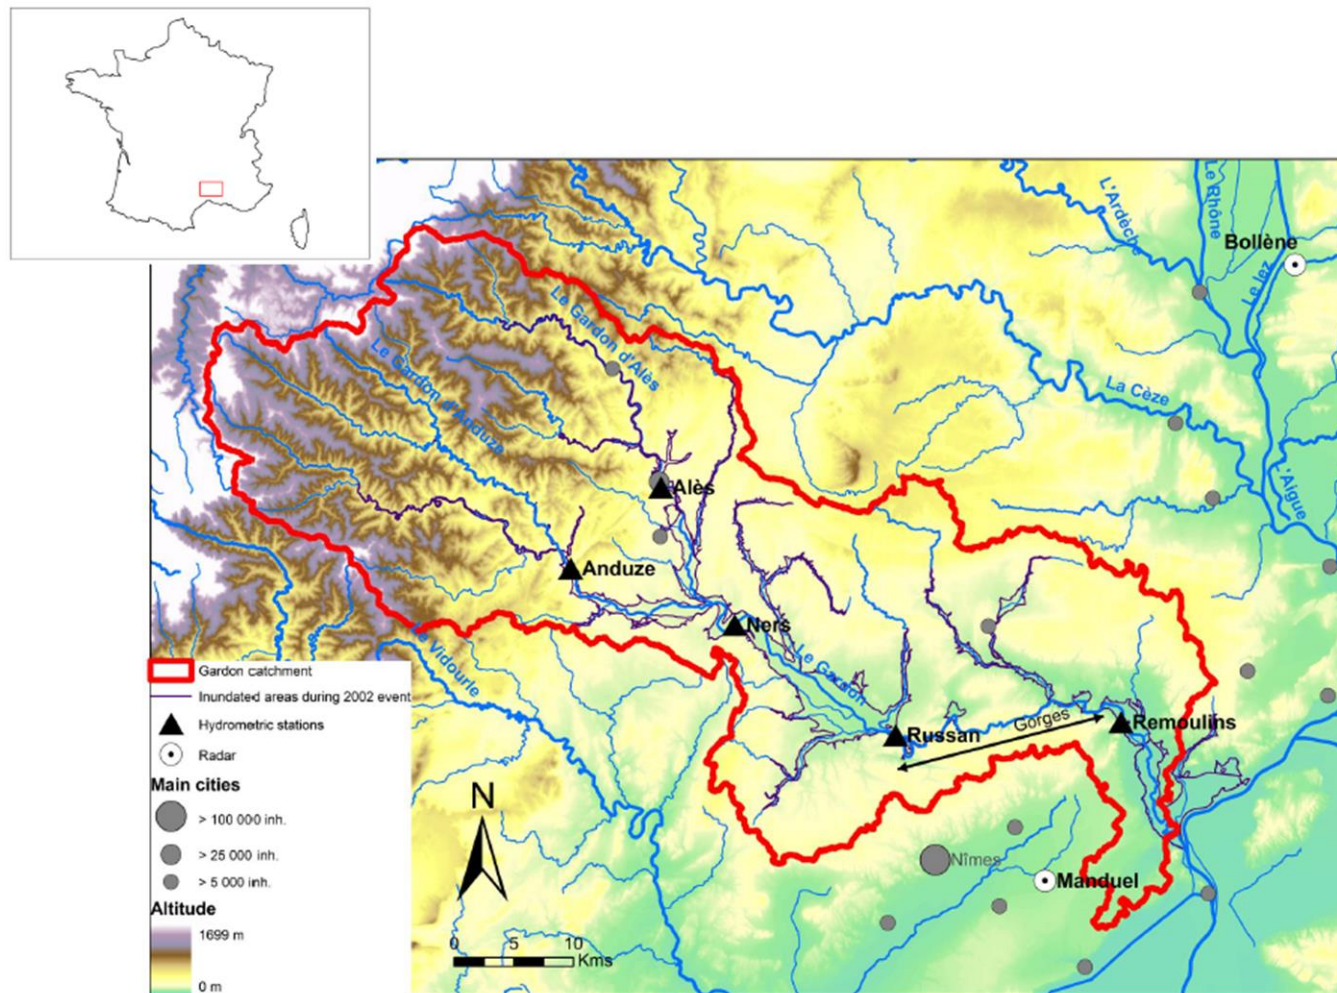 L'Ardèche
Le Rhône
Bollène
Le lez
Le Gardon d'Alès
Le Gardon d'Anduze
La Cèze
L'Aigue
Alès
Anduze
Ners
Le Vidourle
Le Gardon
Gorges
Russan
Remoulins
Nîmes
Manduel
Gardon catchment
Inundated areas during 2002 event
Hydrometric stations
Radar
Main cities
> 100 000 inh.
> 25 000 inh.
> 5 000 inh.
Altitude
1699 m
0 m
N
0 5 10
Kms